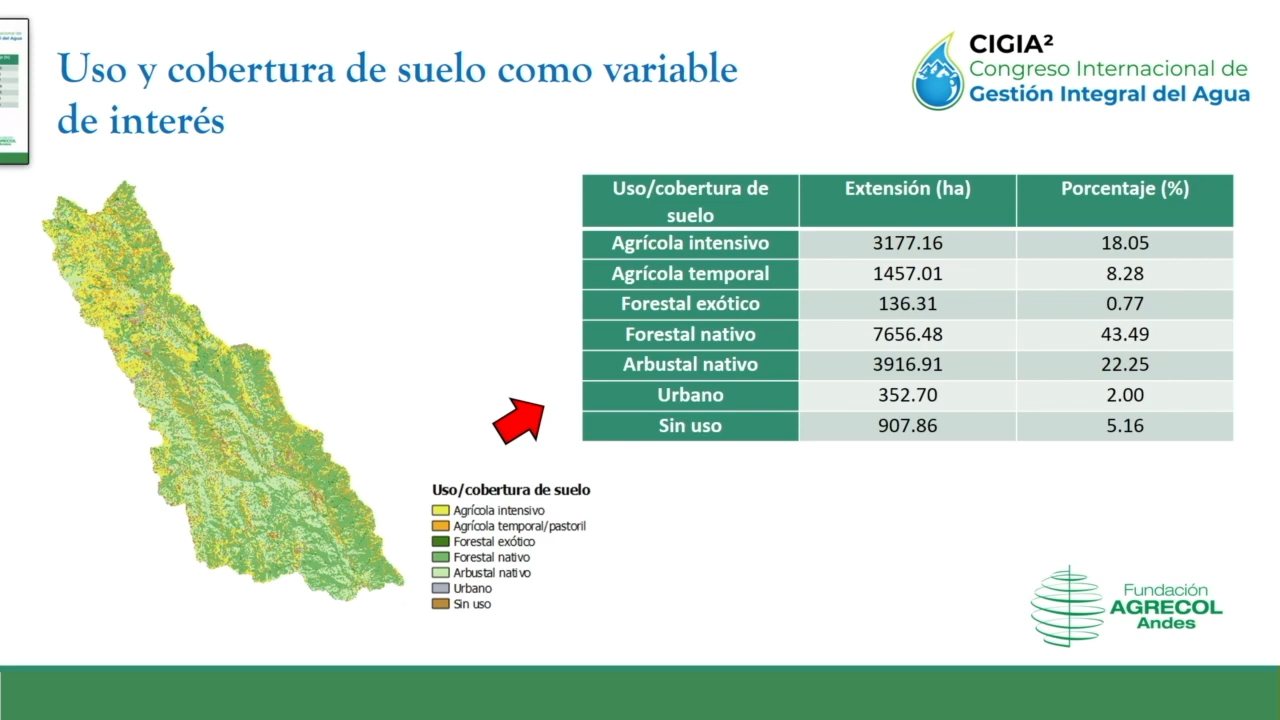 Uso y cobertura de suelo como variable
de interés
CIGIA²
Congreso Internacional de
Gestión Integral del Agua
Uso/cobertura de
suelo
Extensión (ha)
Porcentaje (%)
Agrícola intensivo 3177.16 18.05
Agrícola temporal 1457.01 8.28
Forestal exótico 136.31 0.77
Forestal nativo 7656.48 43.49
Arbustal nativo 3916.91 22.25
Urbano 352.70 2.00
Sin uso 907.86 5.16
Uso/cobertura de suelo
Agrícola intensivo
Agrícola temporal/pastoril
Forestal exótico
Forestal nativo
Arbustal nativo
Urbano
Sin uso
Fundación
AGRECOL
Andes